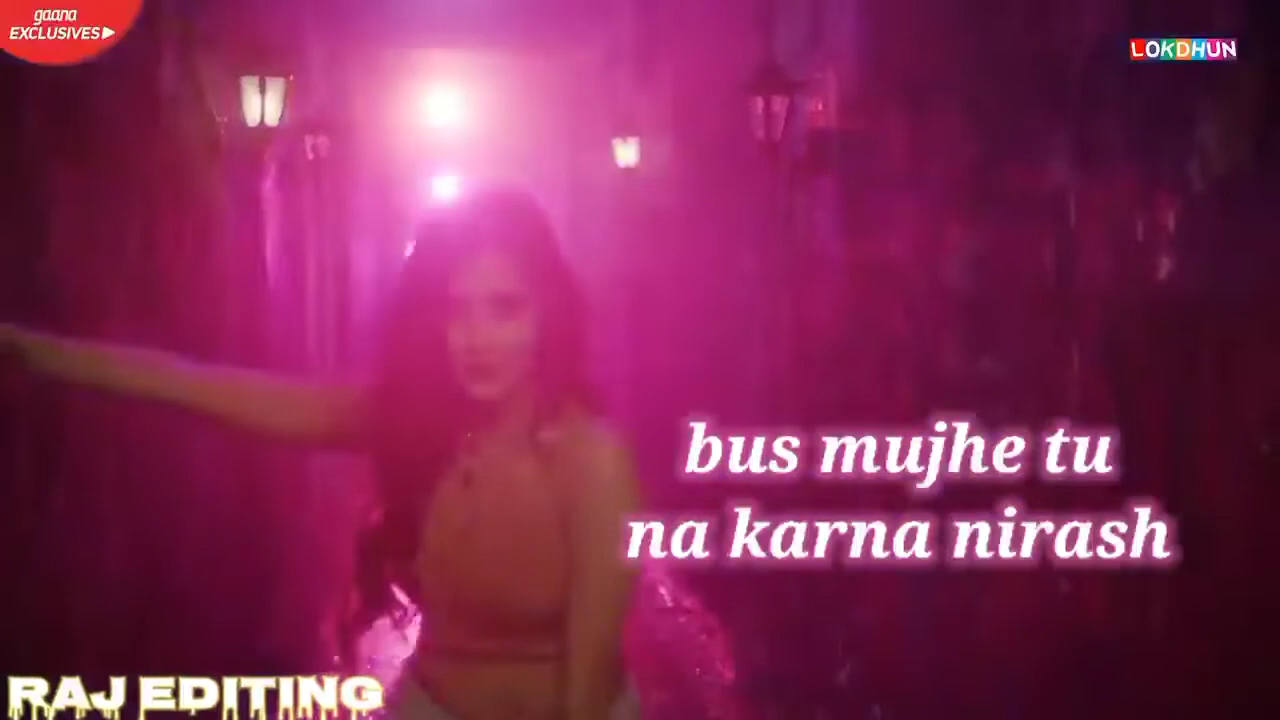 gaana
EXCLUSIVES
LOKDHUN
bus mujhe tu
na karna nirash
RAJ EDITING